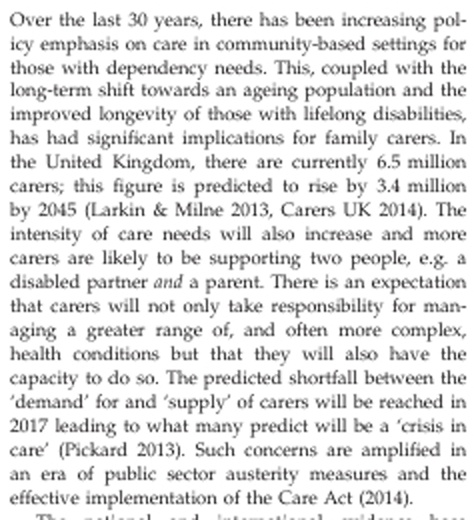 Over the last 30 years, there has been increasing pol-
icy emphasis on care in community-based settings for
those with dependency needs. This, coupled with the
long-term shift towards an ageing population and the
improved longevity of those with lifelong disabilities,
has had significant implications for family carers. In
the United Kingdom, there are currently 6.5 million
carers; this figure is predicted to rise by 3.4 million
by 2045 (Larkin & Milne 2013, Carers UK 2014). The
intensity of care needs will also increase and more
carers are likely to be supporting two people, e.g. a
disabled partner and a parent. There is an expectation
that carers will not only take responsibility for man-
aging a greater range of, and often more complex,
health conditions but that they will also have the
capacity to do so. The predicted shortfall between the
‘demand’ for and ‘supply’ of carers will be reached in
2017 leading to what many predict will be a ‘crisis in
care’ (Pickard 2013). Such concerns are amplified in
an era of public sector austerity measures and the
effective implementation of the Care Act (2014).